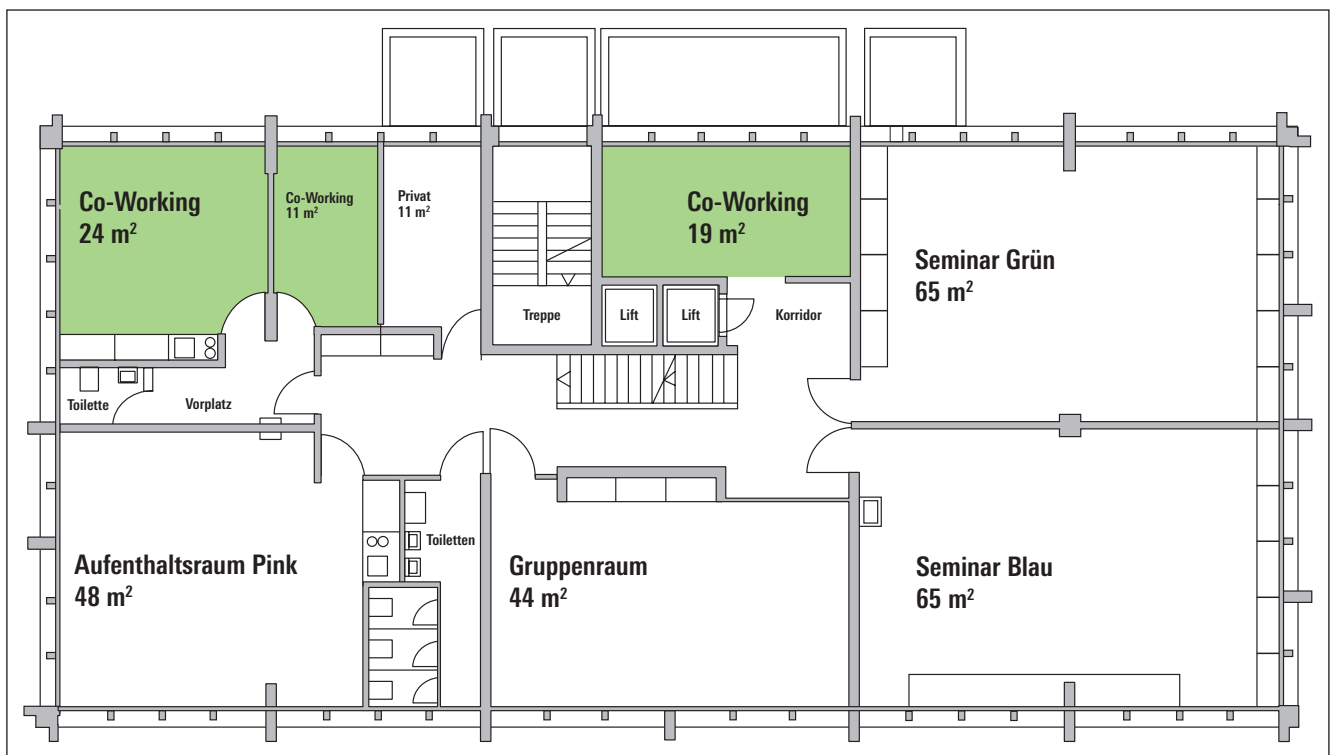 Co-Working
24 m²
Co-Working
11 m²
Privat
11 m²
Co-Working
19 m²
Seminar Grün
65 m²
Treppe
Lift
Lift
Korridor
Toilette
Vorplatz
Aufenthaltsraum Pink
48 m²
Toiletten
Gruppenraum
44 m²
Seminar Blau
65 m²